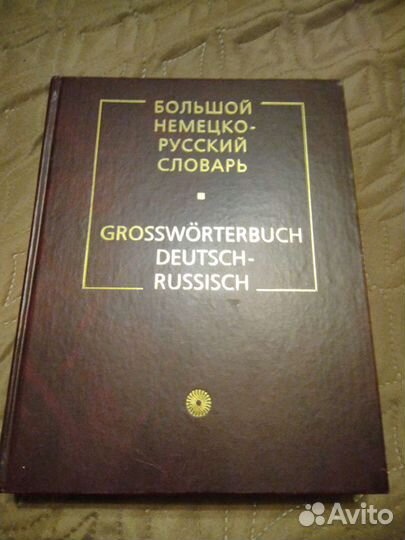 БОЛЬШОЙ
НЕМЕЦКО-
РУССКИЙ
СЛОВАРЬ
GROSSWÖRTERBUCH
DEUTSCH-
RUSSISCH
Avito